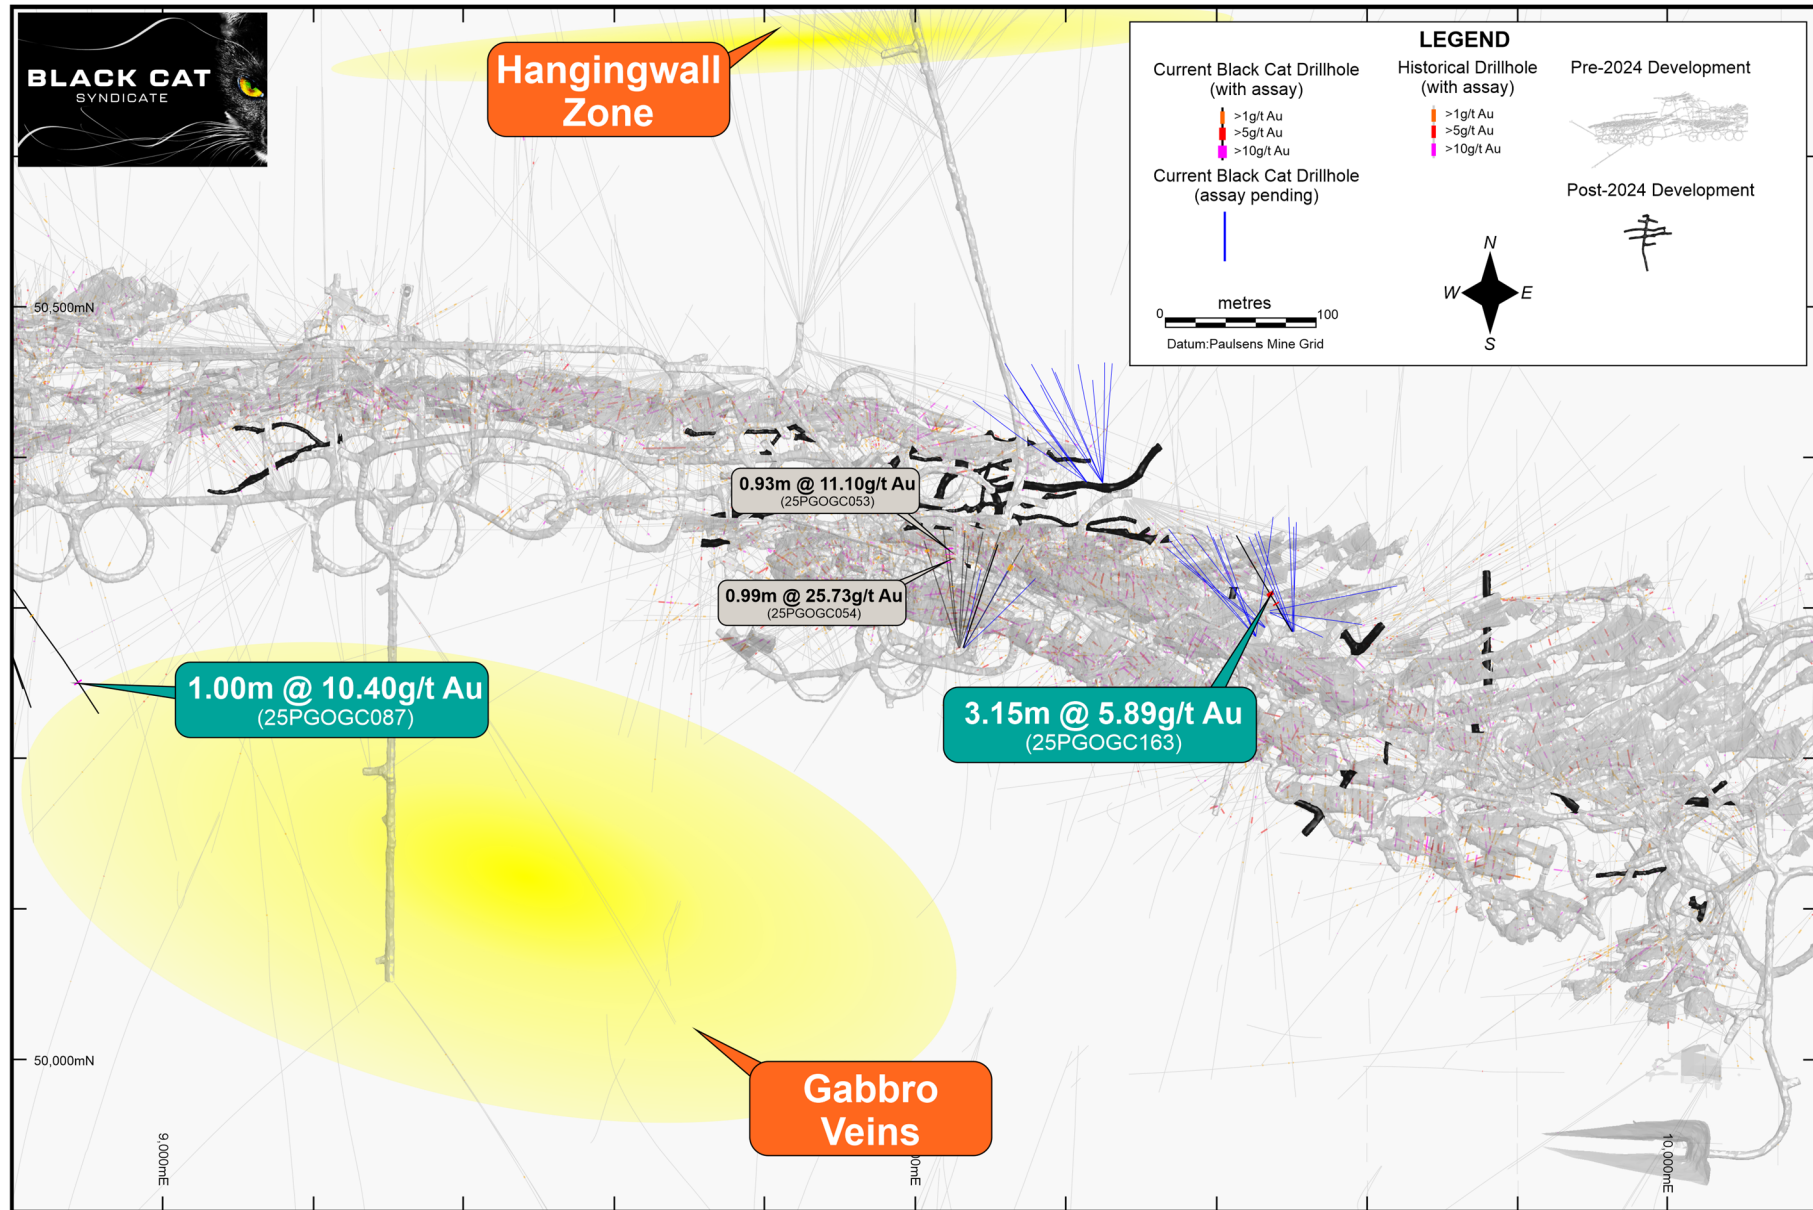 BLACK CAT
SYNDICATE
Hangingwall
Zone
LEGEND
Current Black Cat Drillhole
(with assay)
>1g/t Au
>5g/t Au
>10g/t Au
Historical Drillhole
(with assay)
>1g/t Au
>5g/t Au
>10g/t Au
Pre-2024 Development
Current Black Cat Drillhole
(assay pending)
Post-2024 Development
N
W E
S
metres
0 100
Datum:Paulsens Mine Grid
50,500mN
0.93m @ 11.10g/t Au
(25PGOGC053)
0.99m @ 25.73g/t Au
(25PGOGC054)
1.00m @ 10.40g/t Au
(25PGOGC087)
3.15m @ 5.89g/t Au
(25PGOGC163)
50,000mN
Gabbro
Veins
9,000mE
10,000mE